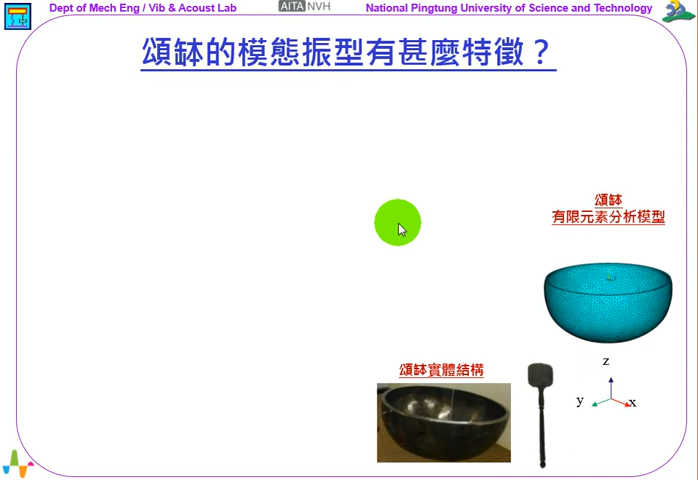 Dept of Mech Eng / Vib & Acoust Lab
AITA NVH
National Pingtung University of Science and Technology
頌缽的模態振型有甚麼特徵？
頌缽
有限元素分析模型
頌缽實體結構
z
y
x